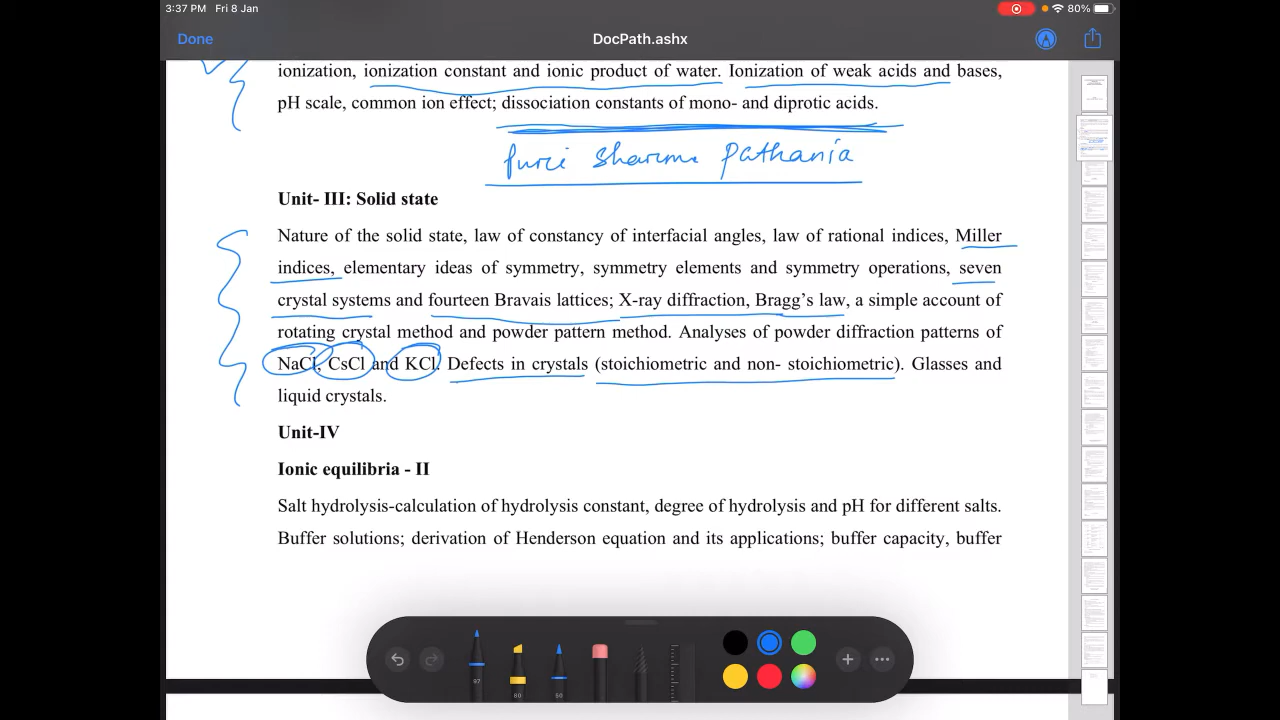 3:37 PM Fri 8 Jan 80%
Done DocPath.ashx
ionization, ionization constant and ionic product of water. Ionization of weak acids and bases,
pH scale, common ion effect; dissociation constants of mono- and diprotic acids.
Puri Sharma Pathania
Unit- III: Solid state
Nature of the solid state, law of constancy of interfacial angles, law of rational indices, Miller
indices, elementary ideas of symmetry, symmetry elements and symmetry operations, seven
crystal systems and fourteen Bravais lattices; X-ray diffraction, Bragg's law, a simple account of
rotating crystal method and powder pattern method. Analysis of powder diffraction patterns of
NaCl, CsCl and KCl. Defects in crystals (stoichiometric and non- stoichiometric). Glasses and
liquid crystals.
Unit-IV
Ionic equilibria - II
Salt hydrolysis-calculation of hydrolysis constant, degree of hydrolysis and pH for different salts.
Buffer solutions; derivation of Henderson equation and its applications; buffer capacity, buffer
80 50